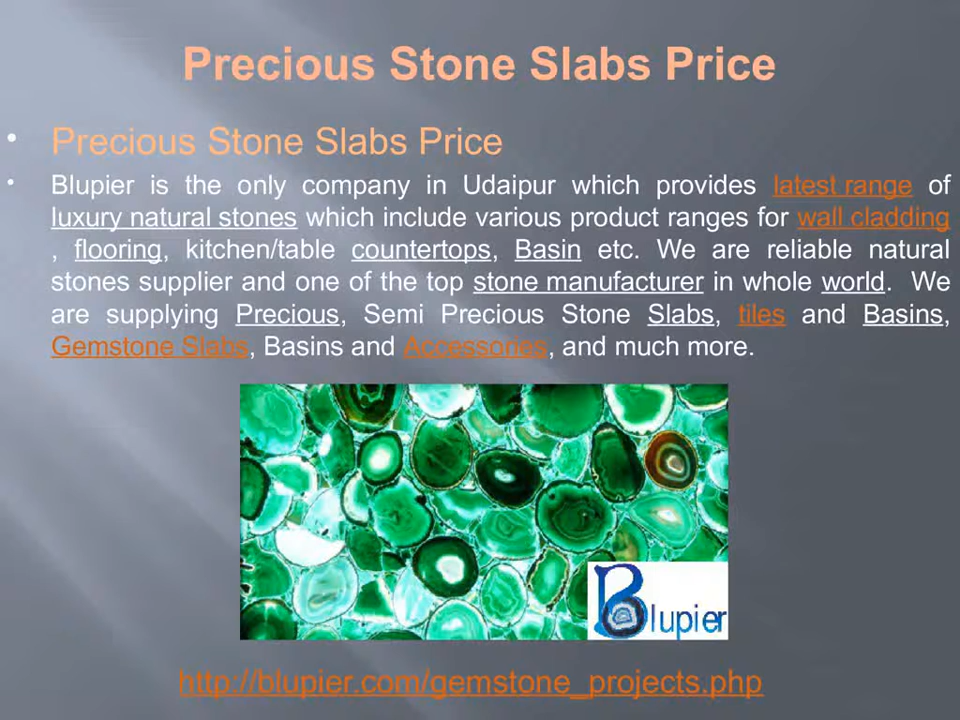 Precious Stone Slabs Price
• Precious Stone Slabs Price
• Blupier is the only company in Udaipur which provides latest range of
luxury natural stones which include various product ranges for wall cladding
, flooring, kitchen/table countertops, Basin etc. We are reliable natural
stones supplier and one of the top stone manufacturer in whole world. We
are supplying Precious, Semi Precious Stone Slabs, tiles and Basins,
Gemstone Slabs, Basins and Accessories, and much more.
Blupier
http://blupier.com/gemstone_projects.php